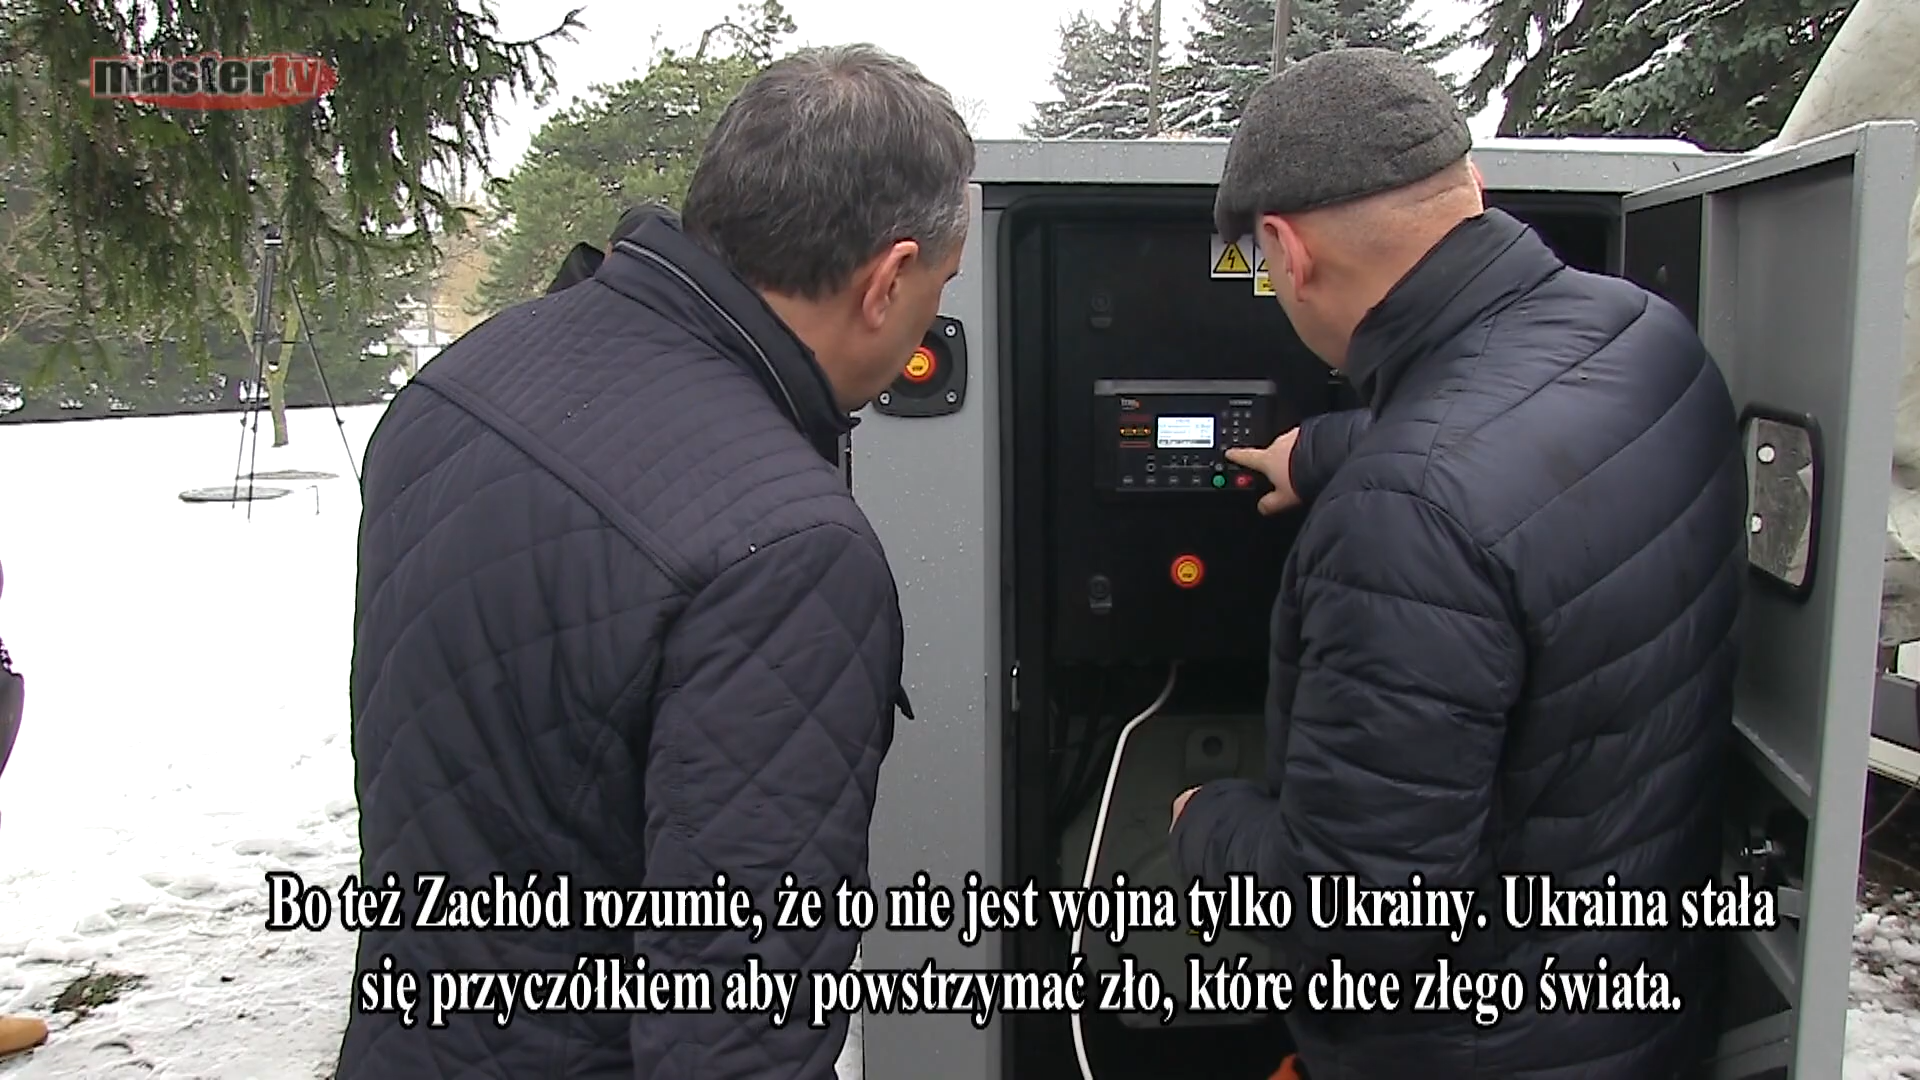 mastertv
Bo też Zachód rozumie, że to nie jest wojna tylko Ukrainy. Ukraina stała
się przyczółkiem aby powstrzymać zło, które chce złego świata.